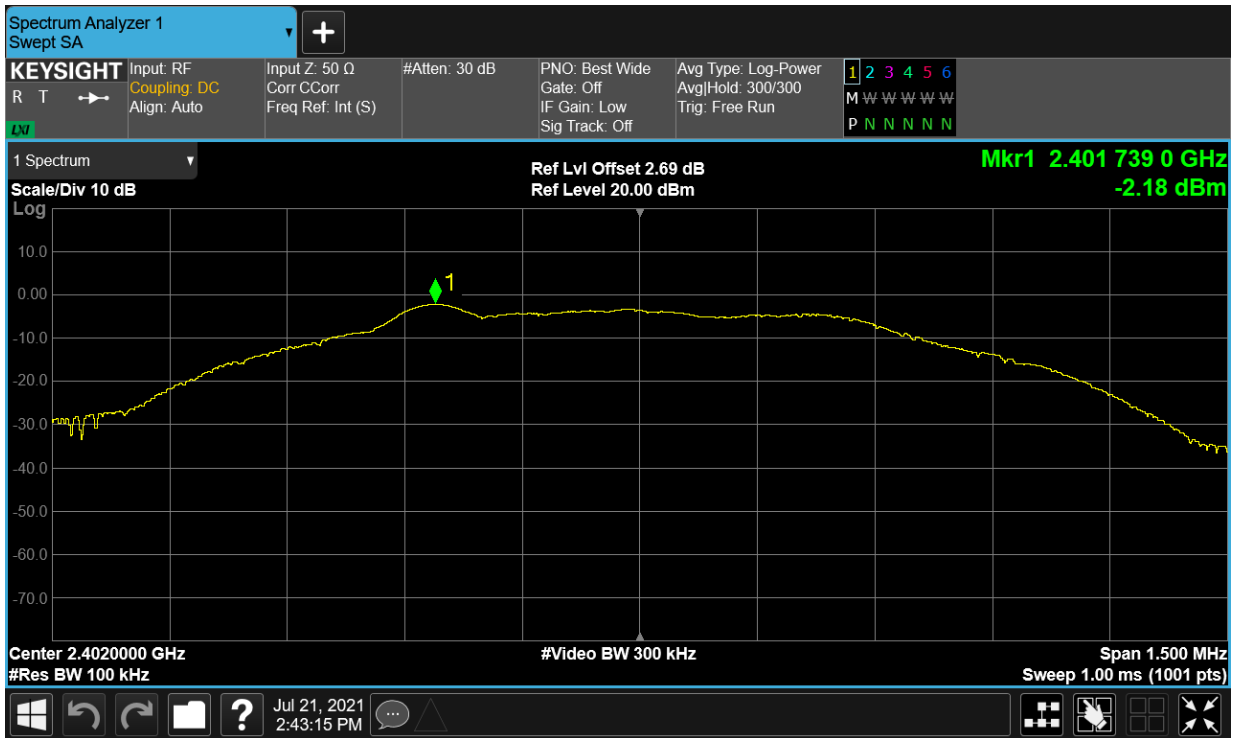 Spectrum Analyzer 1
Swept SA
▼
+
KEYSIGHT
R T
LXI
Input: RF
Coupling: DC
Align: Auto
Input Z: 50 Ω
Corr CCorr
Freq Ref: Int (S)
#Atten: 30 dB
PNO: Best Wide
Gate: Off
IF Gain: Low
Sig Track: Off
Avg Type: Log-Power
Avg|Hold: 300/300
Trig: Free Run
1 2 3 4 5 6
M W W W W W
P N N N N N
1 Spectrum ▼
Scale/Div 10 dB
Log
Ref Lvl Offset 2.69 dB
Ref Level 20.00 dBm
Mkr1 2.401 739 0 GHz
-2.18 dBm
1
10.0
0.00
-10.0
-20.0
-30.0
-40.0
-50.0
-60.0
-70.0
Center 2.4020000 GHz
#Res BW 100 kHz
#Video BW 300 kHz
Span 1.500 MHz
Sweep 1.00 ms (1001 pts)
?
Jul 21, 2021
2:43:15 PM